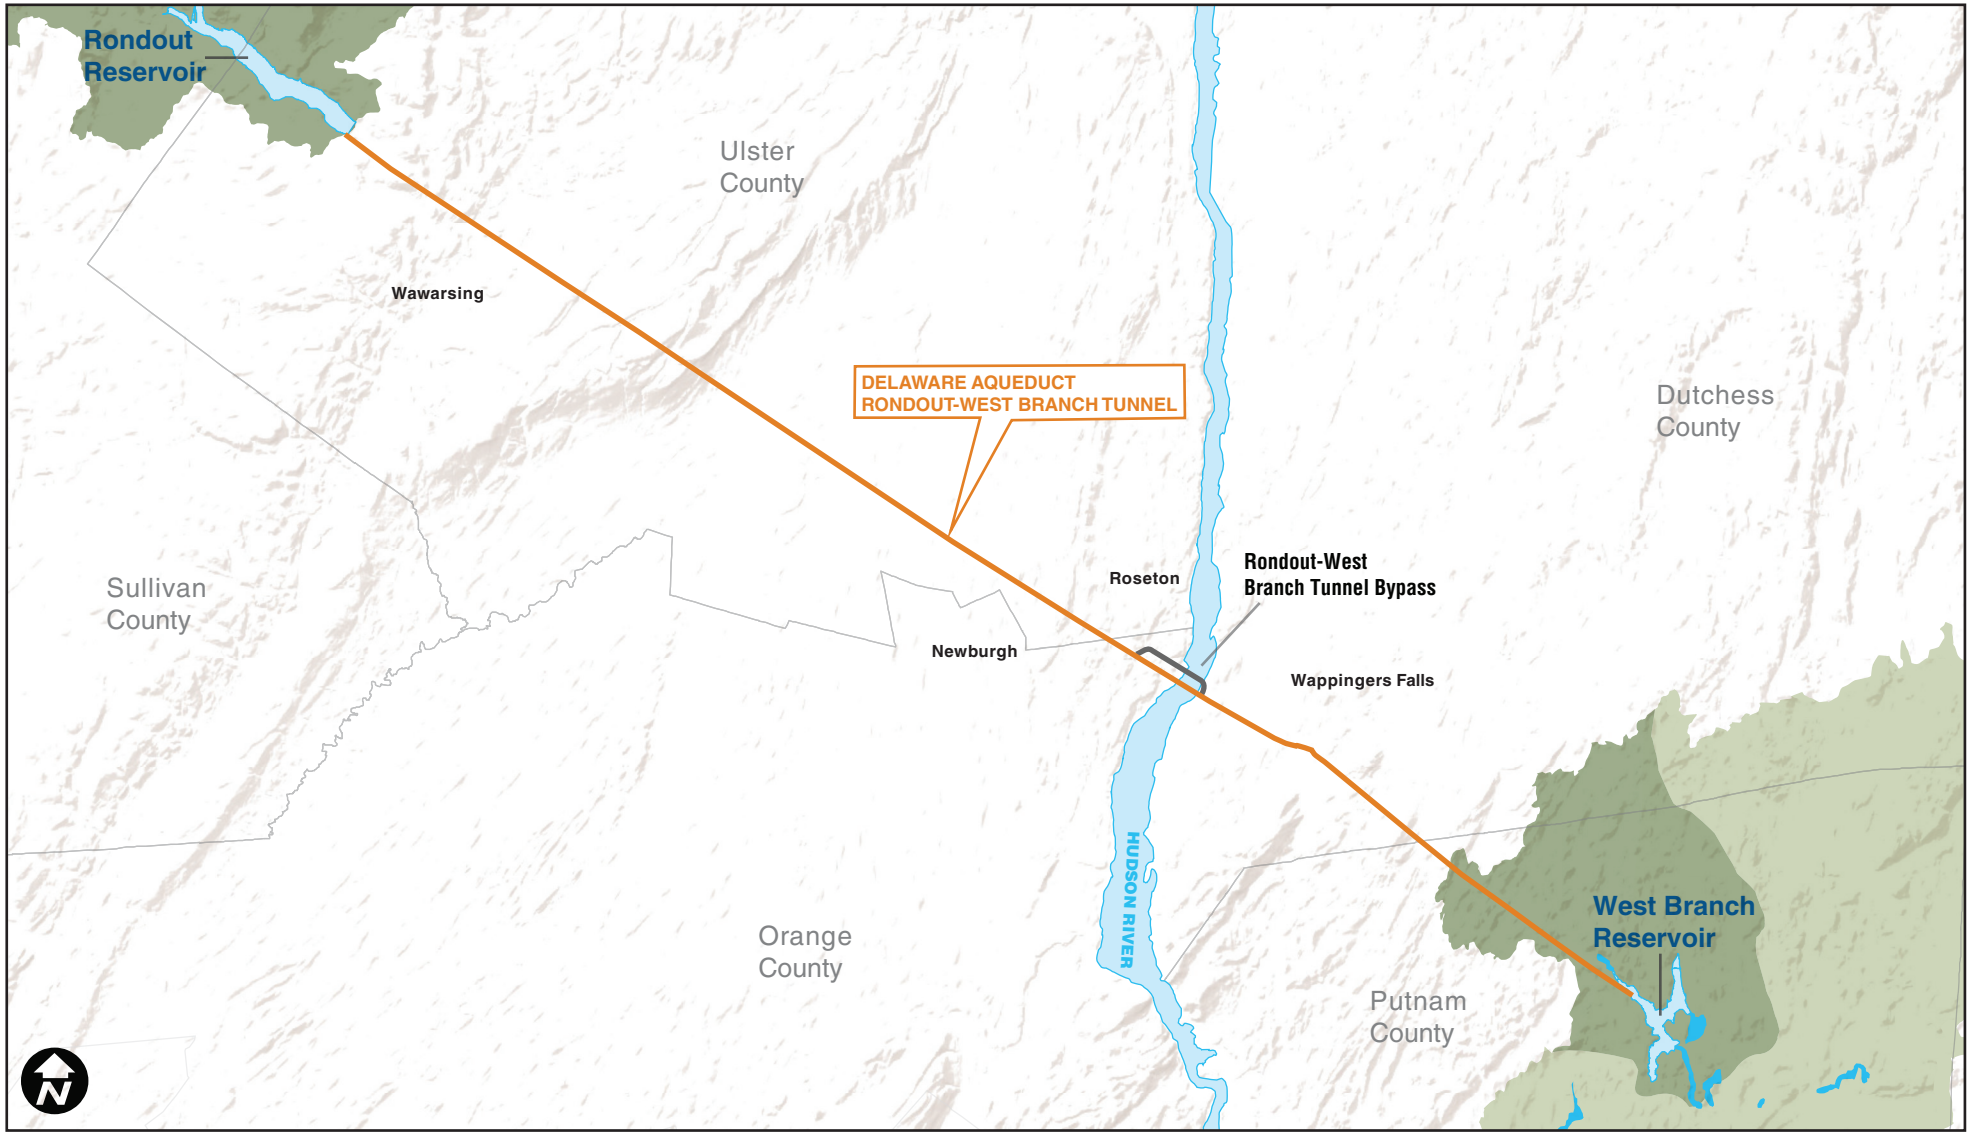 Rondout
Reservoir
Ulster
County
Wawarsing
DELAWARE AQUEDUCT
RONDOUT-WEST BRANCH TUNNEL
Dutchess
County
Sullivan
County
Roseton
Rondout-West
Branch Tunnel Bypass
Newburgh
Wappingers Falls
HUDSON RIVER
West Branch
Reservoir
Orange
County
Putnam
County
N